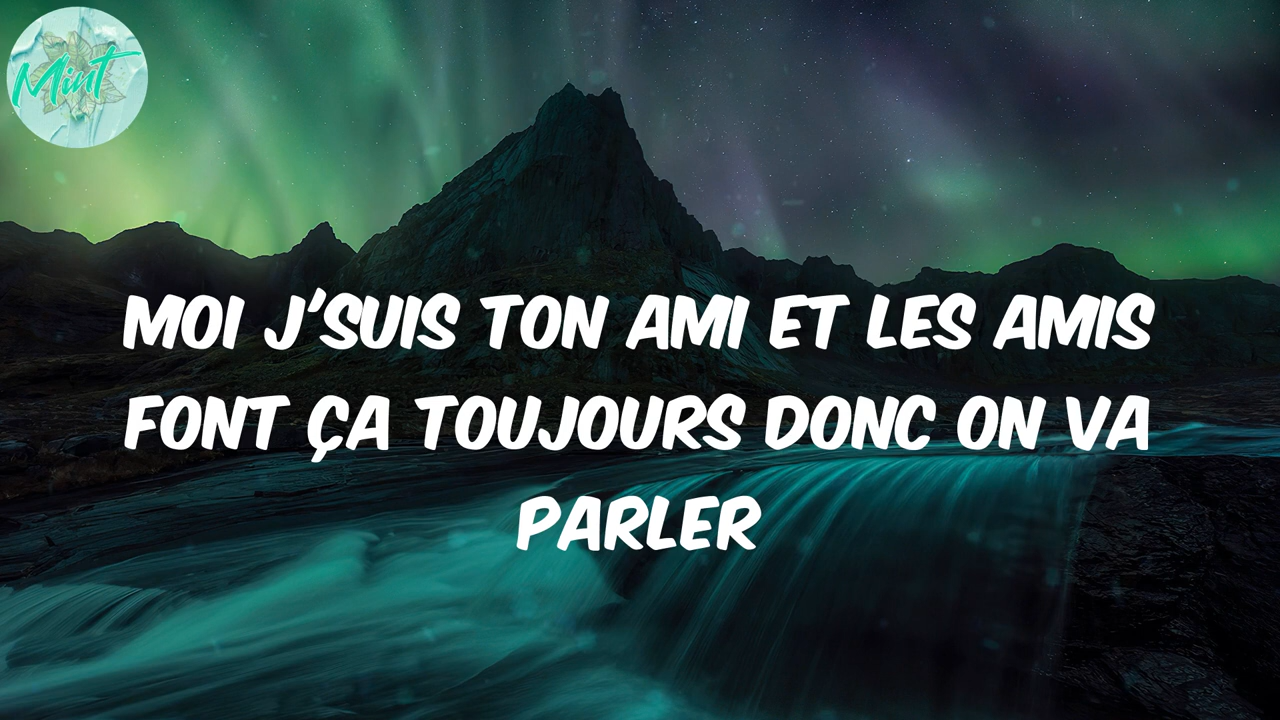 Mint
MOI J'SUIS TON AMI ET LES AMIS
FONT ÇA TOUJOURS DONC ON VA
PARLER